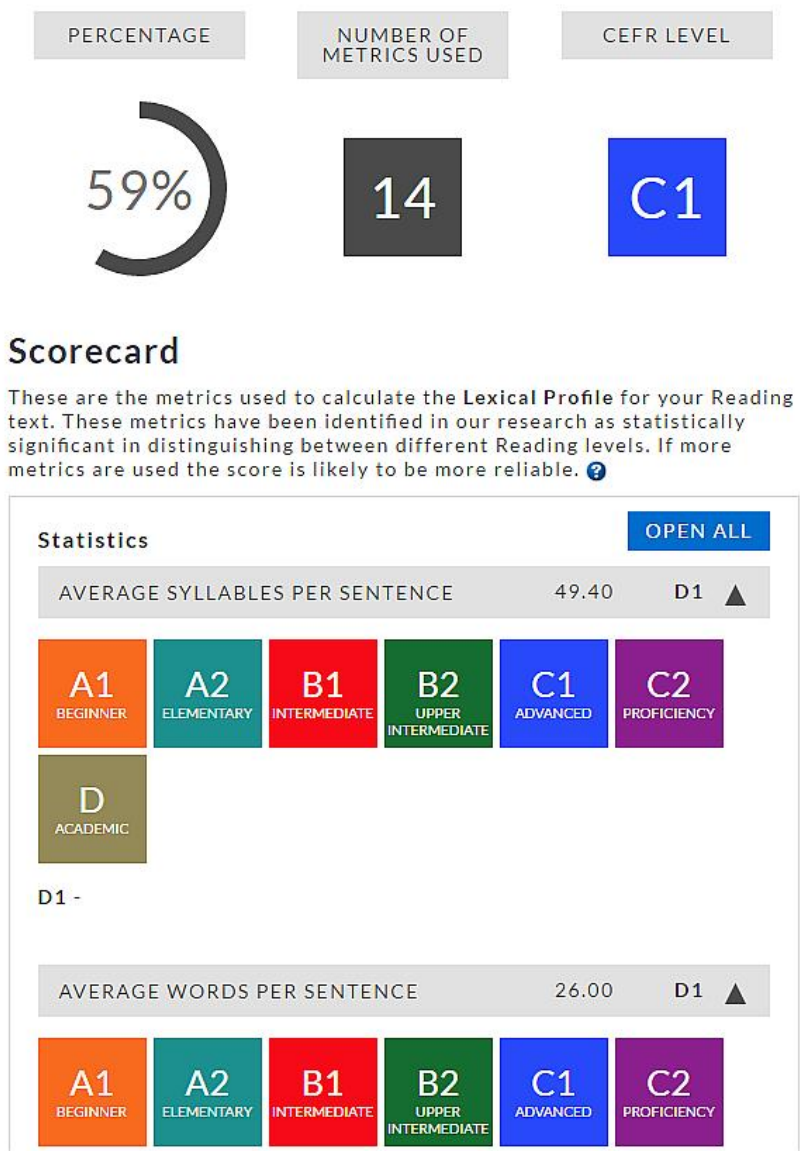 PERCENTAGE
NUMBER OF
METRICS USED
CEFR LEVEL
59%
14
C1
Scorecard
These are the metrics used to calculate the Lexical Profile for your Reading
text. These metrics have been identified in our research as statistically
significant in distinguishing between different Reading levels. If more
metrics are used the score is likely to be more reliable. ?
Statistics
OPEN ALL
AVERAGE SYLLABLES PER SENTENCE 49.40 D1 ▲
A1
BEGINNER
A2
ELEMENTARY
B1
INTERMEDIATE
B2
UPPER
INTERMEDIATE
C1
ADVANCED
C2
PROFICIENCY
D
ACADEMIC
D1 -
AVERAGE WORDS PER SENTENCE 26.00 D1 ▲
A1
BEGINNER
A2
ELEMENTARY
B1
INTERMEDIATE
B2
UPPER
INTERMEDIATE
C1
ADVANCED
C2
PROFICIENCY